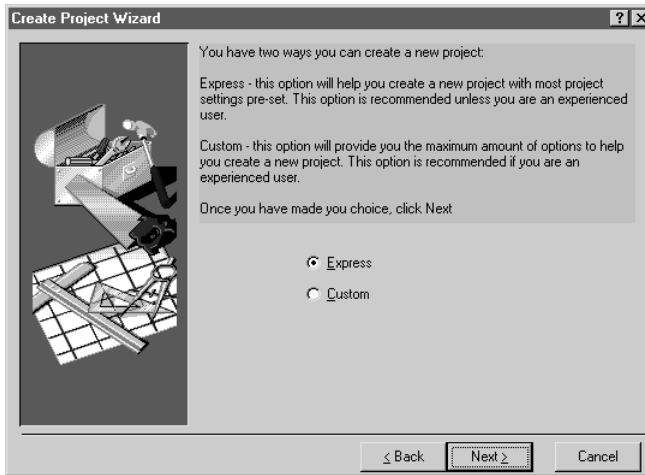 Create Project Wizard
You have two ways you can create a new project:
Express - this option will help you create a new project with most project
settings pre-set. This option is recommended unless you are an experienced
user.
Custom - this option will provide you the maximum amount of options to help
you create a new project. This option is recommended if you are an
experienced user.
Once you have made you choice, click Next
Express
Custom
< Back
Next >
Cancel